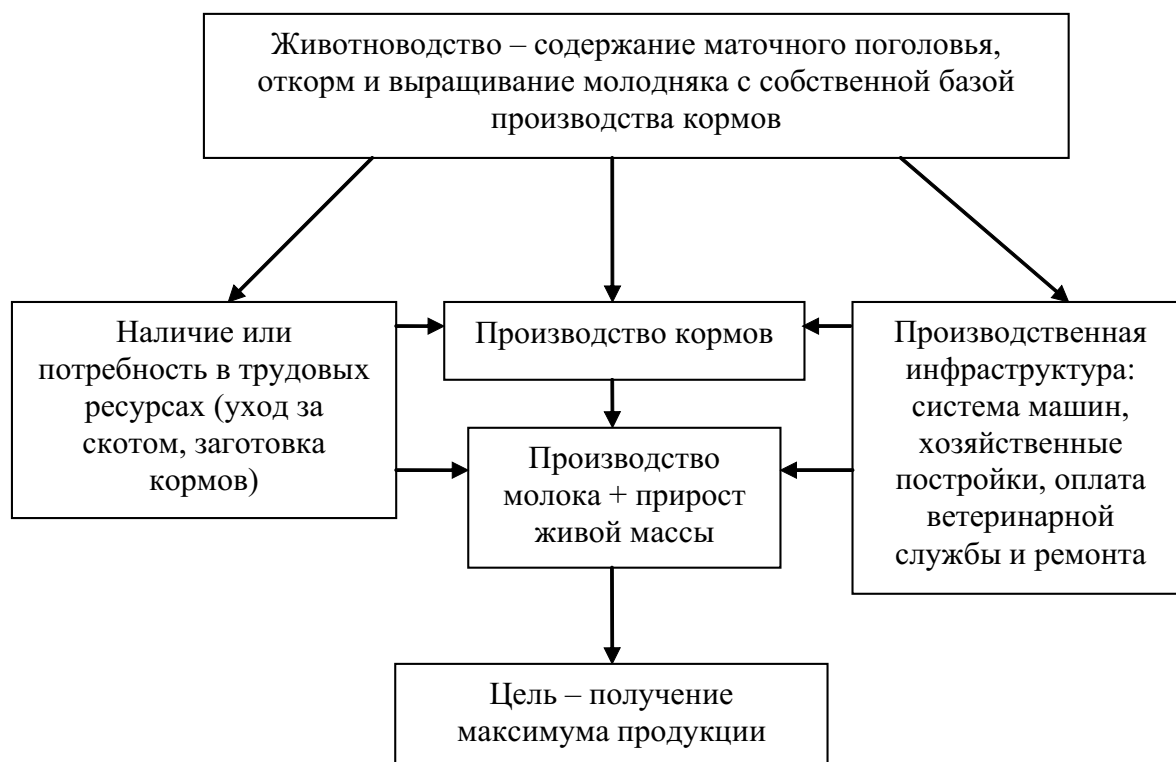 Животноводство – содержание маточного поголовья,
откорм и выращивание молодняка с собственной базой
производства кормов
Наличие или
потребность в трудовых
ресурсах (уход за
скотом, заготовка
кормов)
Производство кормов
Производство
молока + прирост
живой массы
Производственная
инфраструктура:
система машин,
хозяйственные
постройки, оплата
ветеринарной
службы и ремонта
Цель – получение
максимума продукции